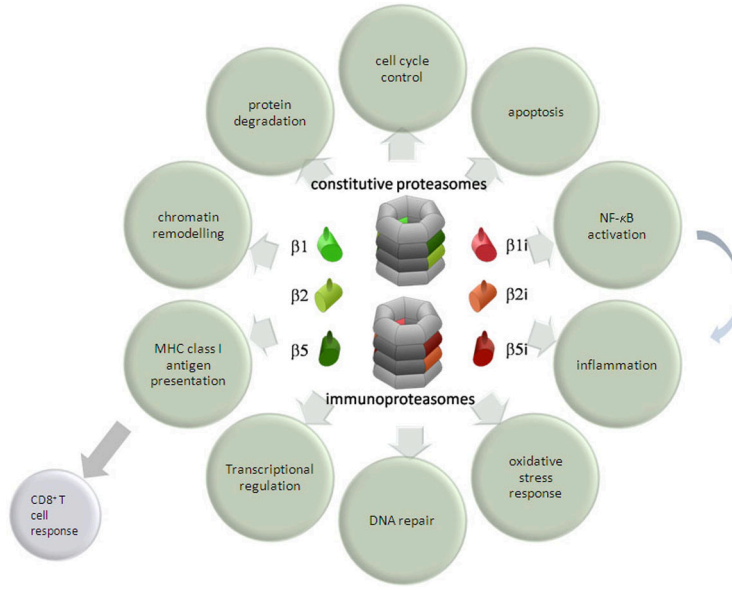 cell cycle
control
protein
degradation
apoptosis
constitutive proteasomes
chromatin
remodelling
NF-κB
activation
β1
β1i
β2
β2i
β5
β5i
MHC class I
antigen
presentation
inflammation
immunoproteasomes
Transcriptional
regulation
oxidative
stress
response
DNA repair
CD8⁺ T
cell
response